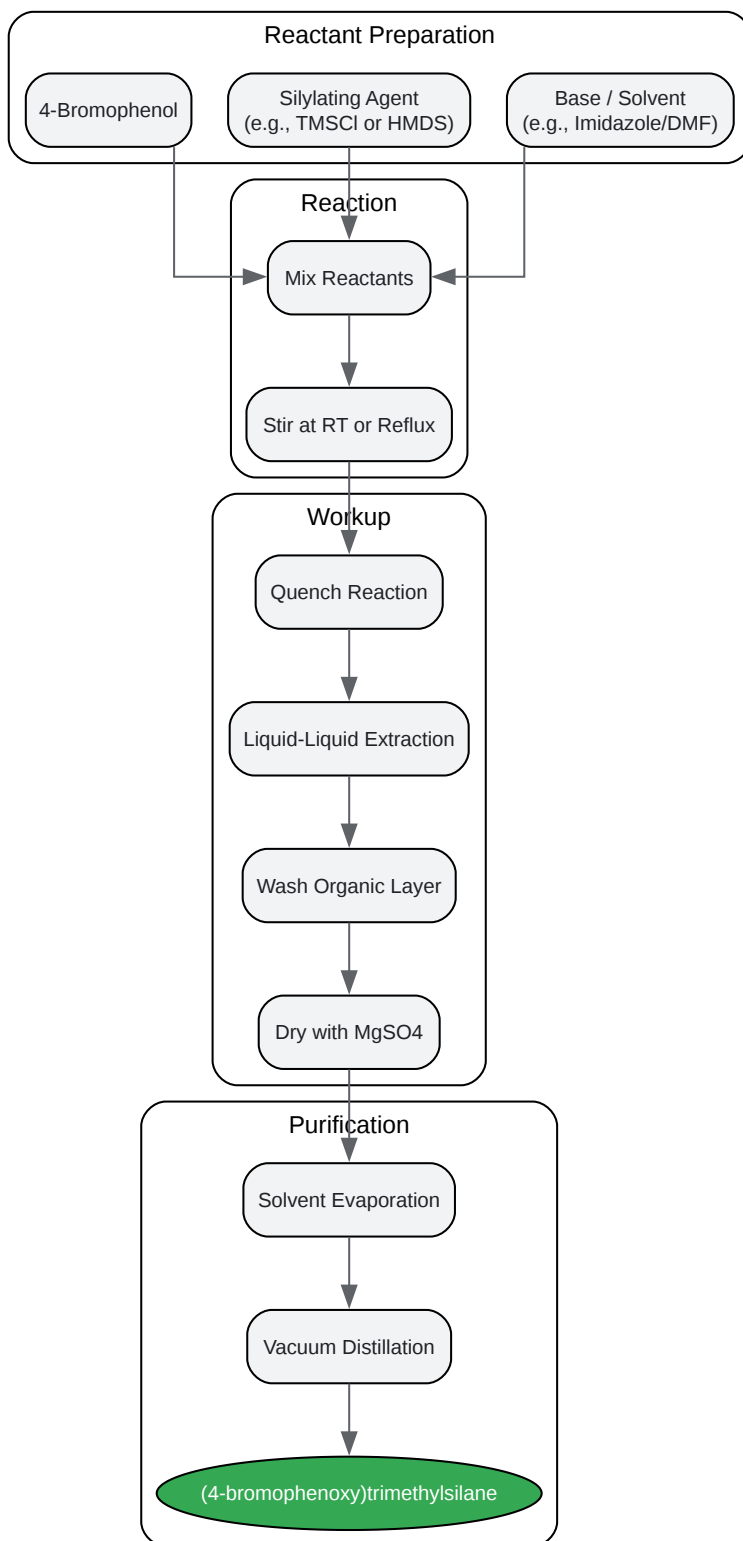 Reactant Preparation
4-Bromophenol
Silylating Agent
(e.g., TMSCl or HMDS)
Base / Solvent
(e.g., Imidazole/DMF)
Reaction
Mix Reactants
Stir at RT or Reflux
Workup
Quench Reaction
Liquid-Liquid Extraction
Wash Organic Layer
Dry with MgSO4
Purification
Solvent Evaporation
Vacuum Distillation
(4-bromophenoxy)trimethylsilane